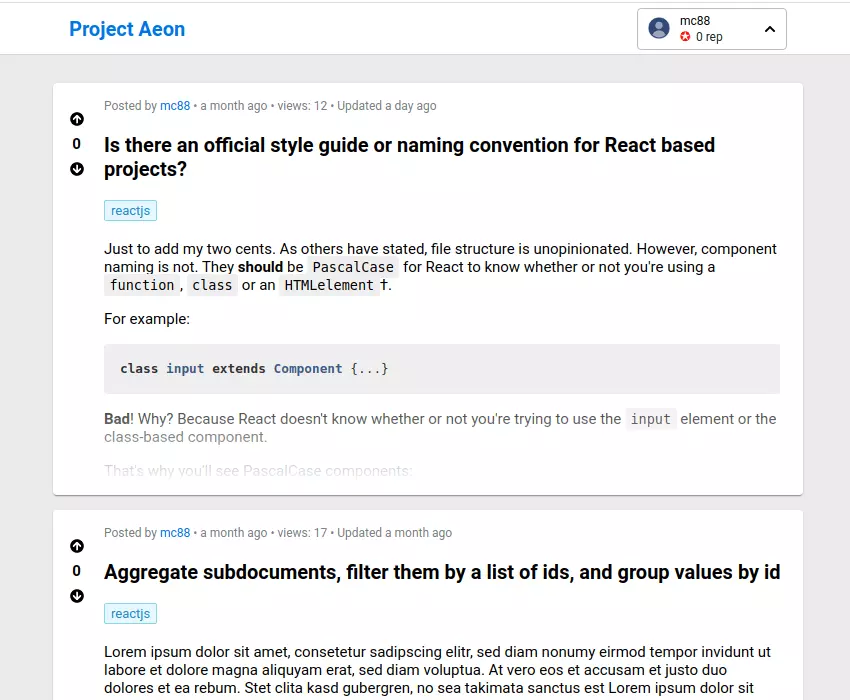 Project Aeon
mc88
0 rep
Posted by mc88 • a month ago • views: 12 • Updated a day ago
0
Is there an official style guide or naming convention for React based
projects?
reactjs
Just to add my two cents. As others have stated, file structure is unopinionated. However, component
naming is not. They should be PascalCase for React to know whether or not you're using a
function, class or an HTMLelement†.
For example:
class input extends Component {...}
Bad! Why? Because React doesn't know whether or not you're trying to use the input element or the
class-based component.
That's why you'll see PascalCase components:
Posted by mc88 • a month ago • views: 17 • Updated a month ago
0
Aggregate subdocuments, filter them by a list of ids, and group values by id
reactjs
Lorem ipsum dolor sit amet, consetetur sadipscing elitr, sed diam nonumy eirmod tempor invidunt ut
labore et dolore magna aliquyam erat, sed diam voluptua. At vero eos et accusam et justo duo
dolores et ea rebum. Stet clita kasd gubergren, no sea takimata sanctus est Lorem ipsum dolor sit